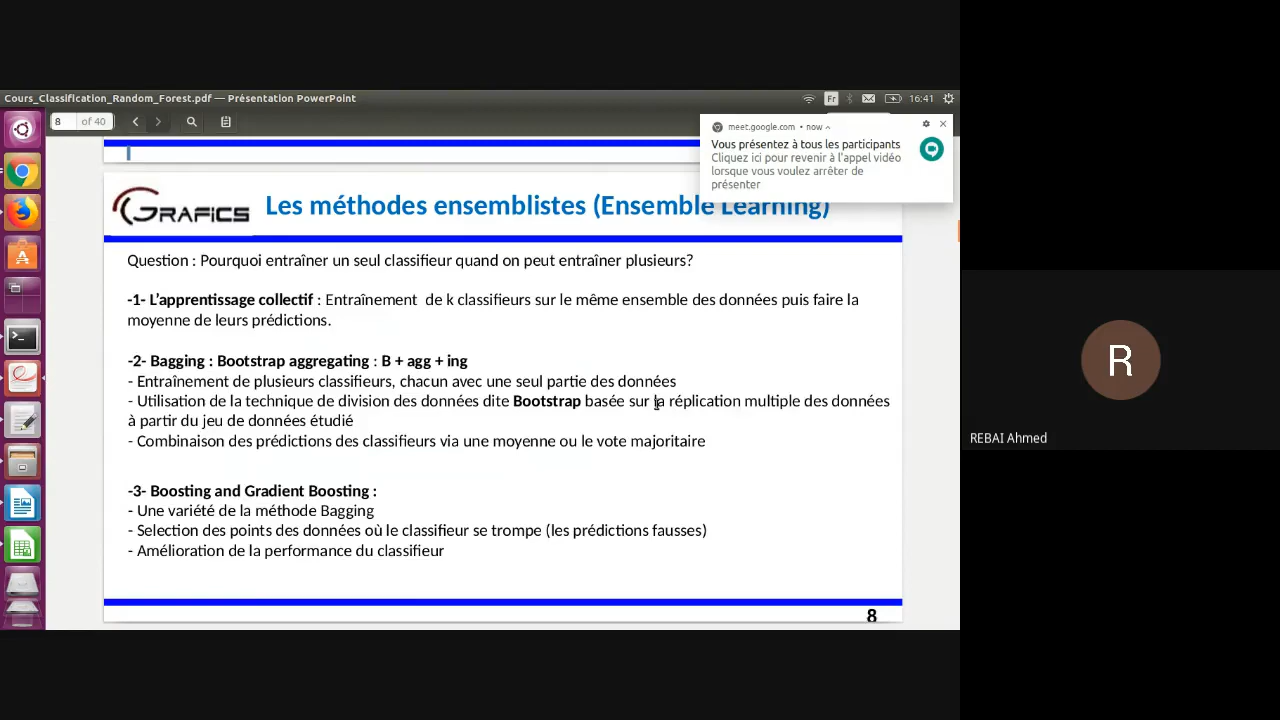 Cours_Classification_Random_Forest.pdf — Présentation PowerPoint
Fr
16:41
8 of 40
meet.google.com • now
Vous présentez à tous les participants
Cliquez ici pour revenir à l'appel vidéo
lorsque vous voulez arrêter de
présenter
GRAFICS
Les méthodes ensemblistes (Ensemble Learning)
Question : Pourquoi entraîner un seul classifieur quand on peut entraîner plusieurs?
-1- L'apprentissage collectif : Entraînement de k classifieurs sur le même ensemble des données puis faire la
moyenne de leurs prédictions.
-2- Bagging : Bootstrap aggregating : B + agg + ing
- Entraînement de plusieurs classifieurs, chacun avec une seul partie des données
- Utilisation de la technique de division des données dite Bootstrap basée sur la réplication multiple des données
à partir du jeu de données étudié
- Combinaison des prédictions des classifieurs via une moyenne ou le vote majoritaire
-3- Boosting and Gradient Boosting :
- Une variété de la méthode Bagging
- Selection des points des données où le classifieur se trompe (les prédictions fausses)
- Amélioration de la performance du classifieur
8
R
REBAI Ahmed